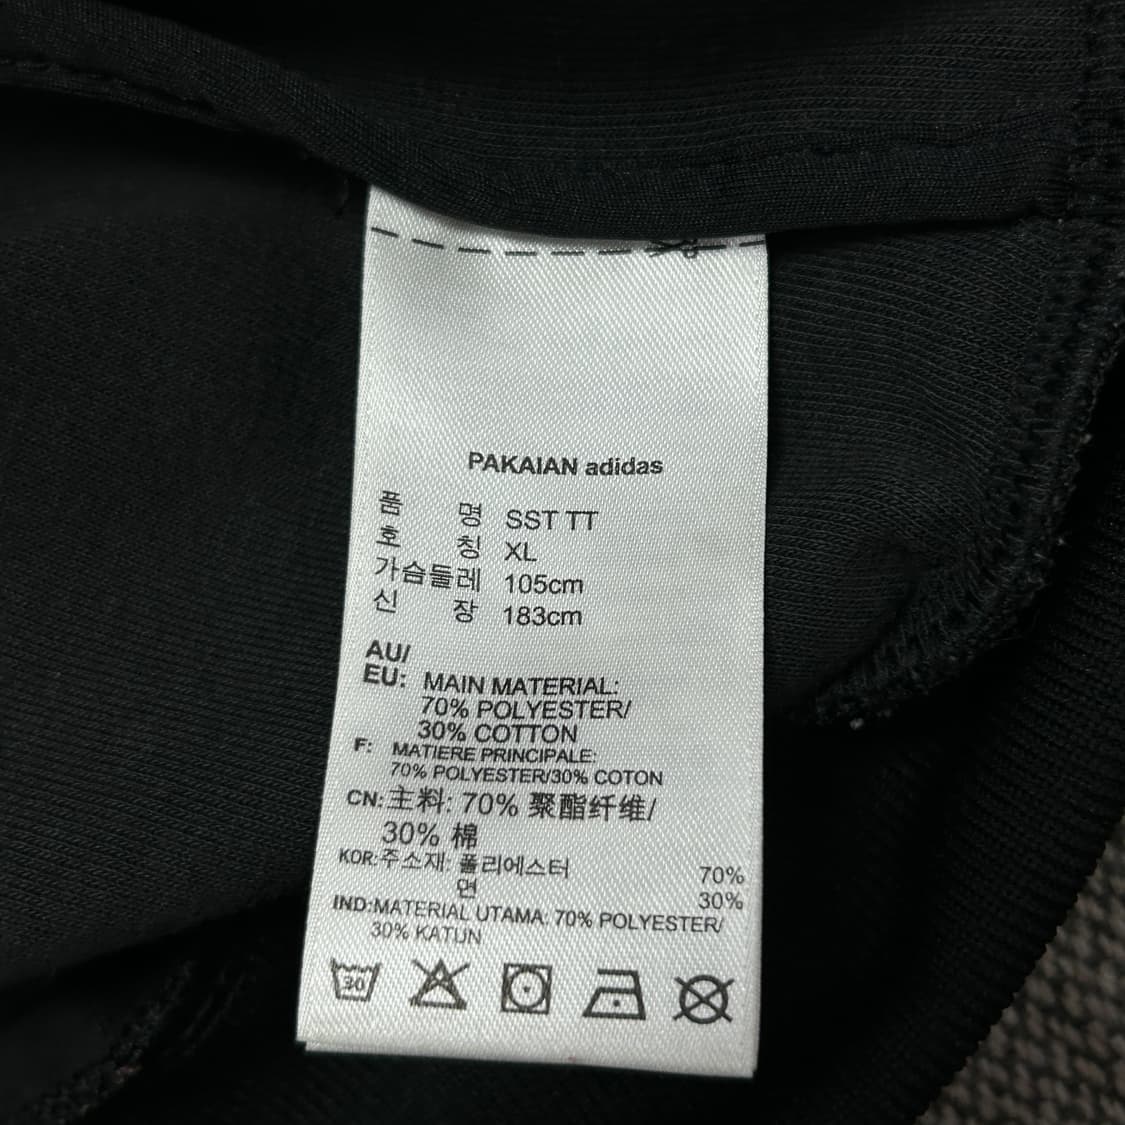 PAKAIAN adidas
품 명 SST TT
호 칭 XL
가슴둘레 105cm
신 장 183cm
AU/
EU: MAIN MATERIAL:
70% POLYESTER/
30% COTTON
F: MATIERE PRINCIPALE:
70% POLYESTER/30% COTON
CN: 主料: 70% 聚酯纤维/
30% 棉
KOR: 주소재: 폴리에스터 70%
면 30%
IND:MATERIAL UTAMA: 70% POLYESTER/
30% KATUN
30